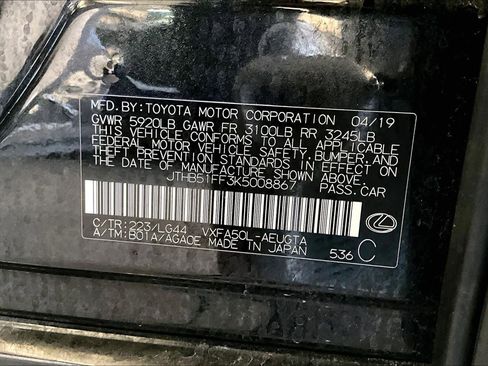 MFD.BY:TOYOTA MOTOR CORPORATION 04/19
GVWR 5920LB GAWR FR 3100LB RR 3245LB
THIS VEHICLE CONFORMS TO ALL APPLICABLE
FEDERAL MOTOR VEHICLE SAFETY, BUMPER, AND
THEFT PREVENTION STANDARDS IN EFFECT ON
THE DATE OF MANUFACTURE SHOWN ABOVE.
JTHB51FF3K5008867 PASS.CAR
C/TR:223/LG44 VXFA50L-AEUGTA
A/TM:B01A/AGA0E MADE IN JAPAN 536 C